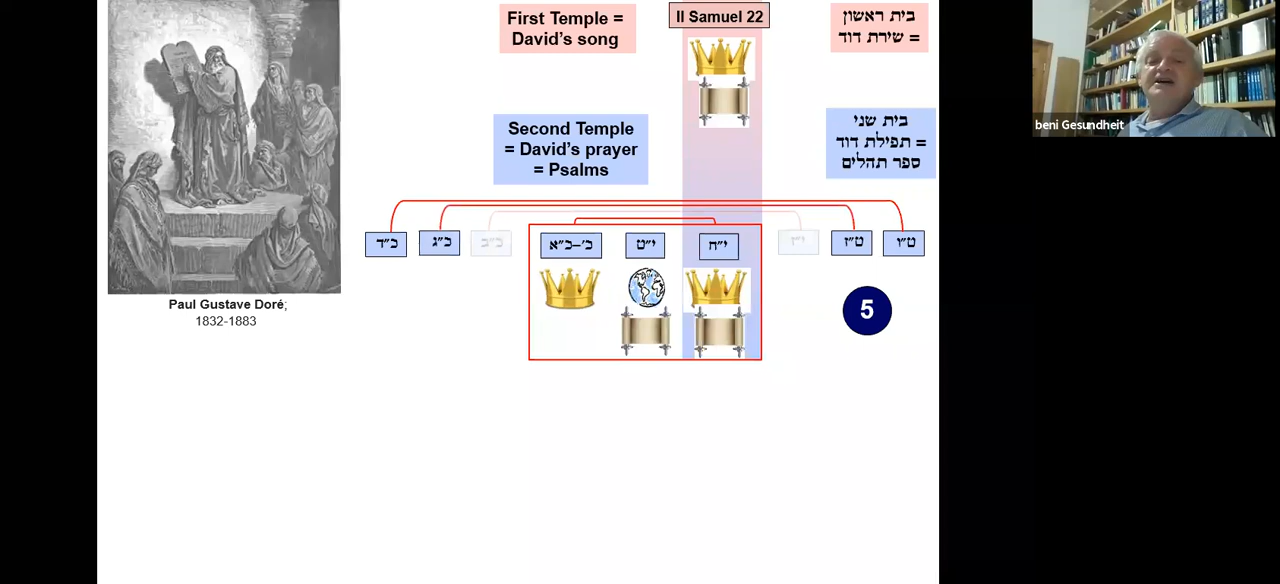 First Temple =
David's song
II Samuel 22
בית ראשון
= שירת דוד
beni Gesundheit
Second Temple
= David's prayer
= Psalms
בית שני
= תפילת דוד
ספר תהלים
ט"ו
ט"ז
י"ז
י"ח
י"ט
כ'–כ"א
כ"ב
כ"ג
כ"ד
5
Paul Gustave Doré;
1832-1883